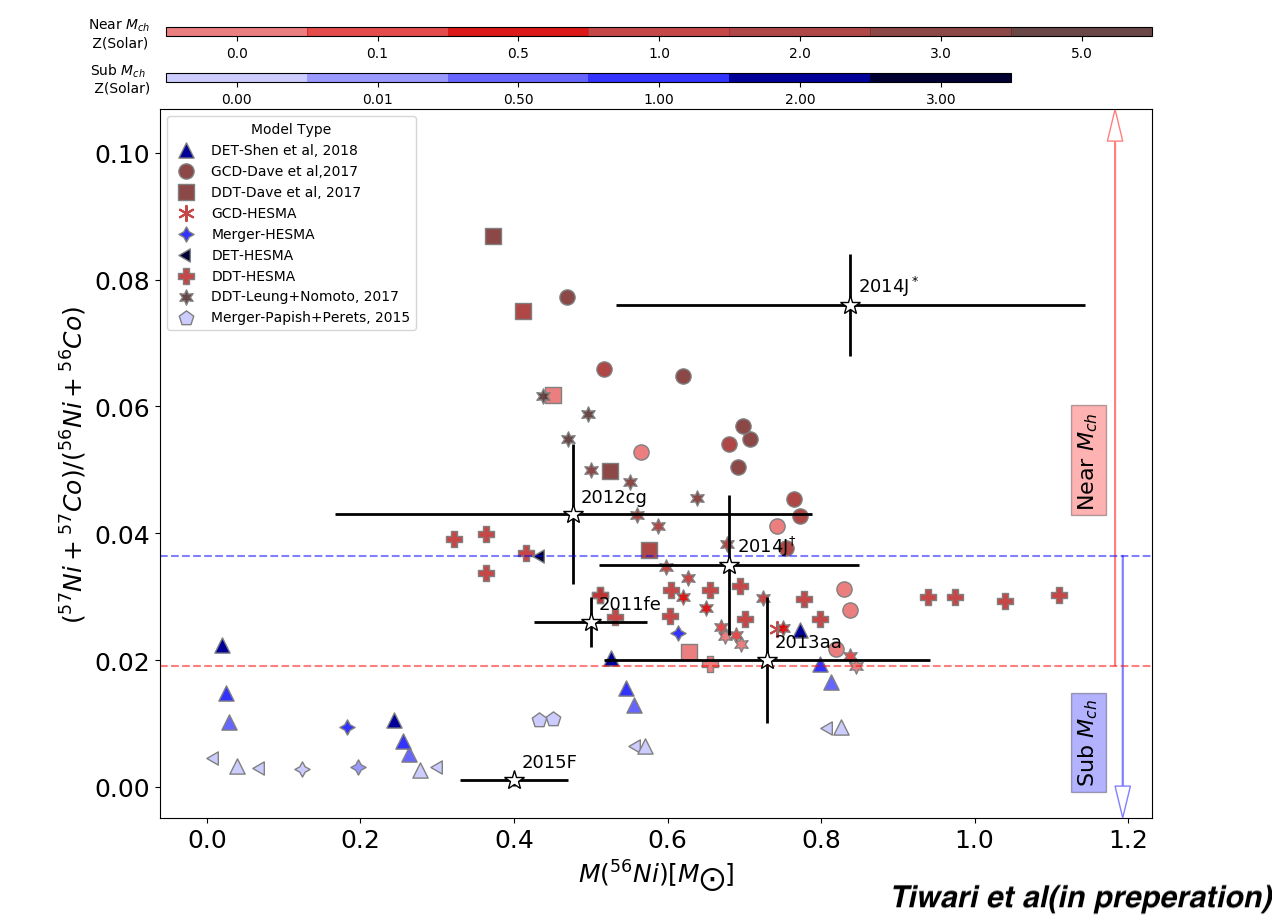 Near M_ch
Z(Solar)
0.0 0.1 0.5 1.0 2.0 3.0 5.0
Sub M_ch
Z(Solar)
0.00 0.01 0.50 1.00 2.00 3.00
Model Type
DET-Shen et al, 2018
GCD-Dave et al,2017
DDT-Dave et al, 2017
GCD-HESMA
Merger-HESMA
DET-HESMA
DDT-HESMA
DDT-Leung+Nomoto, 2017
Merger-Papish+Perets, 2015
0.10
0.08
0.06
0.04
0.02
0.00
(⁵⁷Ni + ⁵⁷Co)/(⁵⁶Ni + ⁵⁶Co)
2014J*
2012cg
2014J†
2011fe
2013aa
2015F
Near M_ch
Sub M_ch
0.0 0.2 0.4 0.6 0.8 1.0 1.2
M(⁵⁶Ni)[M⊙]
Tiwari et al(in preperation)